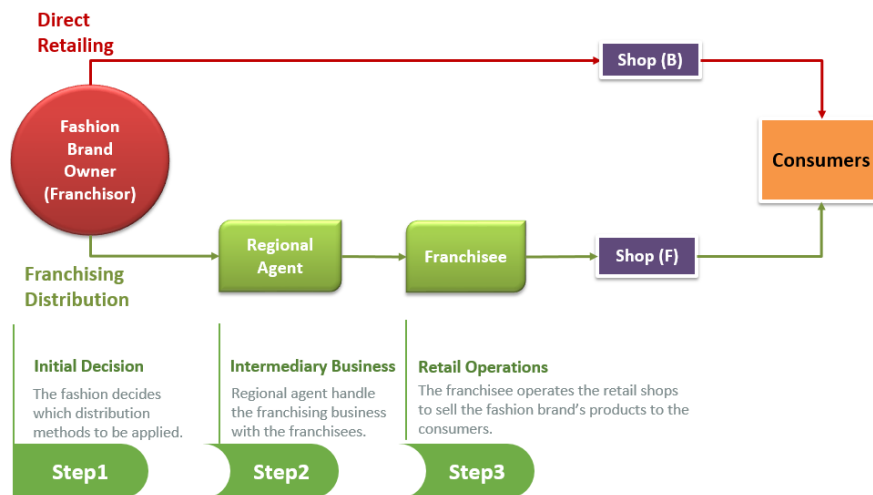 Direct
Retailing
Shop (B)
Fashion
Brand
Owner
(Franchisor)
Consumers
Regional
Agent
Franchisee
Shop (F)
Franchising
Distribution
Initial Decision
The fashion decides
which distribution
methods to be applied.
Step1
Intermediary Business
Regional agent handle
the franchising business
with the franchisees.
Step2
Retail Operations
The franchisee operates the retail shops
to sell the fashion brand's products to the
consumers.
Step3